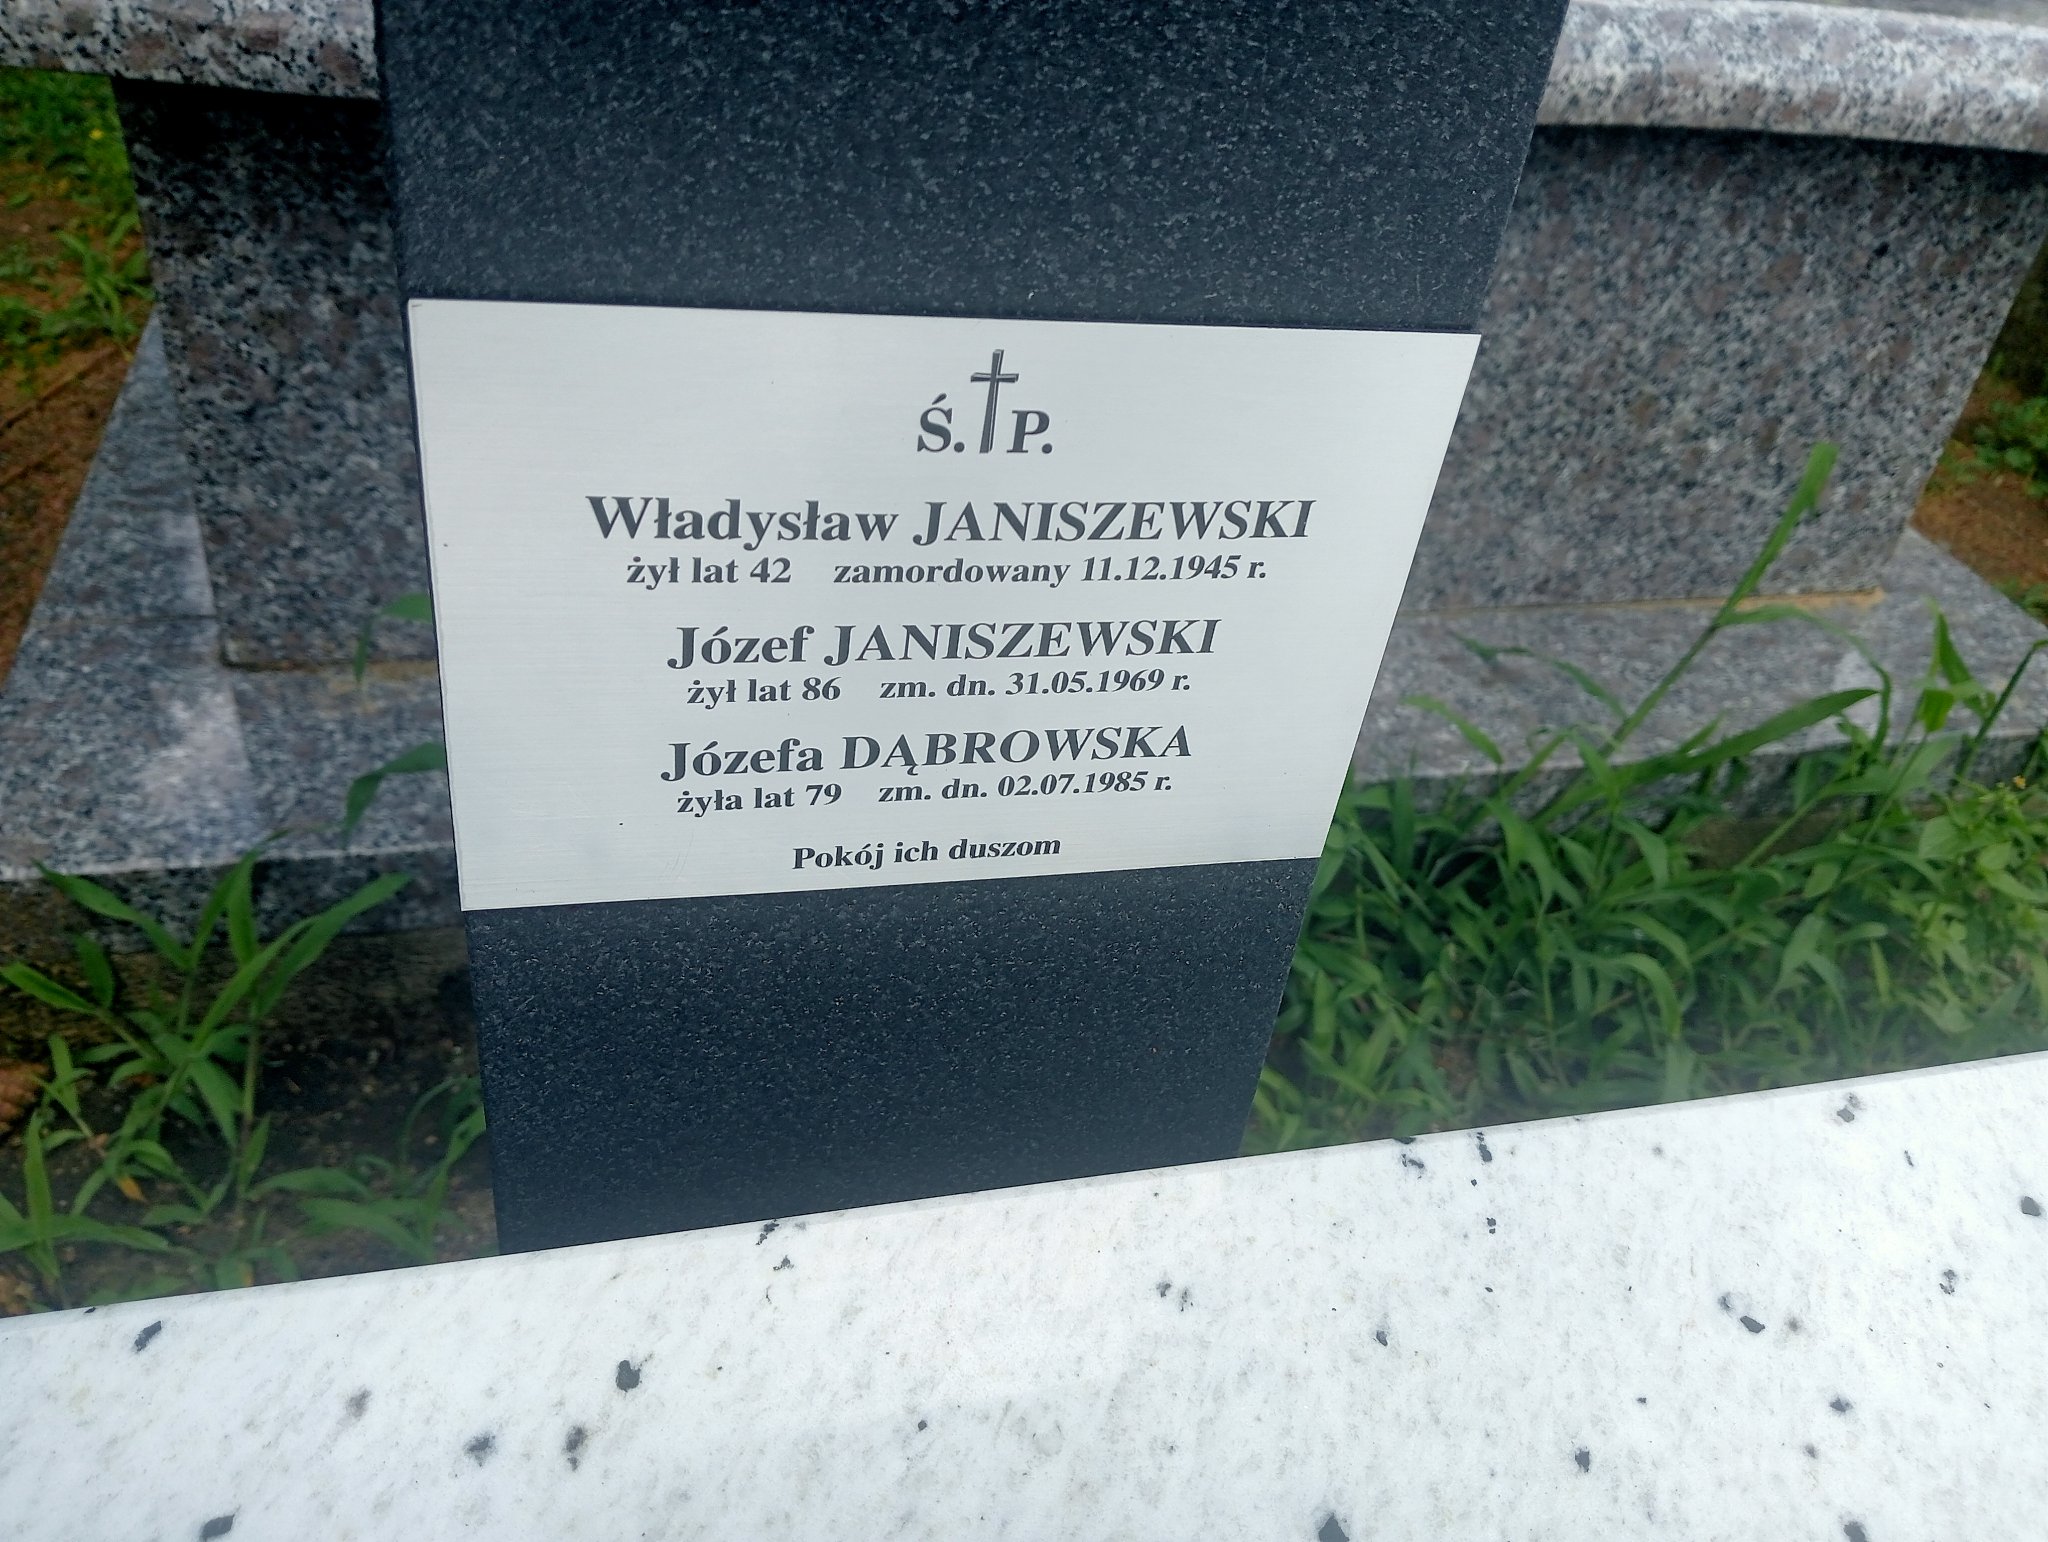 Ś. P.
Władysław JANISZEWSKI
żył lat 42 zamordowany 11.12.1945 r.
Józef JANISZEWSKI
żył lat 86 zm. dn. 31.05.1969 r.
Józefa DĄBROWSKA
żyła lat 79 zm. dn. 02.07.1985 r.
Pokój ich duszom